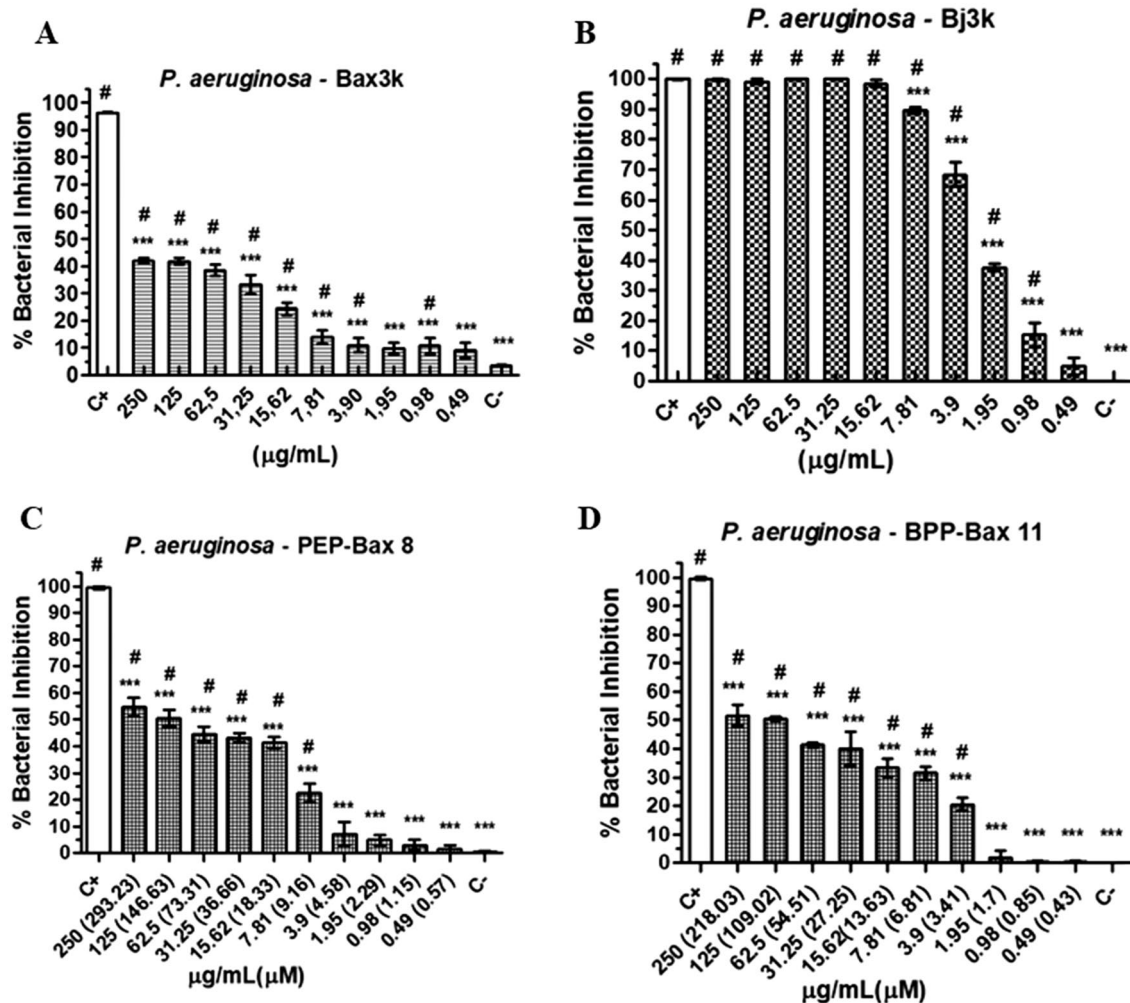 A
P. aeruginosa - Bax3k
% Bacterial Inhibition
100
90
80
70
60
50
40
30
20
10
0
# # # # # # # # #
*** *** *** *** *** *** *** *** *** *** ***
C+ 250 125 62,5 31,25 15,62 7,81 3,90 1,95 0,98 0,49 C-
(μg/mL)
B
P. aeruginosa - Bj3k
% Bacterial Inhibition
100
90
80
70
60
50
40
30
20
10
0
# # # # # # # # # #
*** *** *** *** *** ***
C+ 250 125 62.5 31.25 15.62 7.81 3.9 1.95 0.98 0.49 C-
(μg/mL)
C
P. aeruginosa - PEP-Bax 8
% Bacterial Inhibition
100
90
80
70
60
50
40
30
20
10
0
# # # # # # #
*** *** *** *** *** *** *** *** *** *** ***
C+ 250 (293.23) 125 (146.63) 62.5 (73.31) 31.25 (36.66) 15.62 (18.33) 7.81 (9.16) 3.9 (4.58) 1.95 (2.29) 0.98 (1.15) 0.49 (0.57) C-
μg/mL(μM)
D
P. aeruginosa - BPP-Bax 11
% Bacterial Inhibition
100
90
80
70
60
50
40
30
20
10
0
# # # # # # # #
*** *** *** *** *** *** *** *** *** *** ***
C+ 250 (218.03) 125 (109.02) 62.5 (54.51) 31.25 (27.25) 15.62(13.63) 7.81 (6.81) 3.9 (3.41) 1.95 (1.7) 0.98 (0.85) 0.49 (0.43) C-
μg/mL(μM)